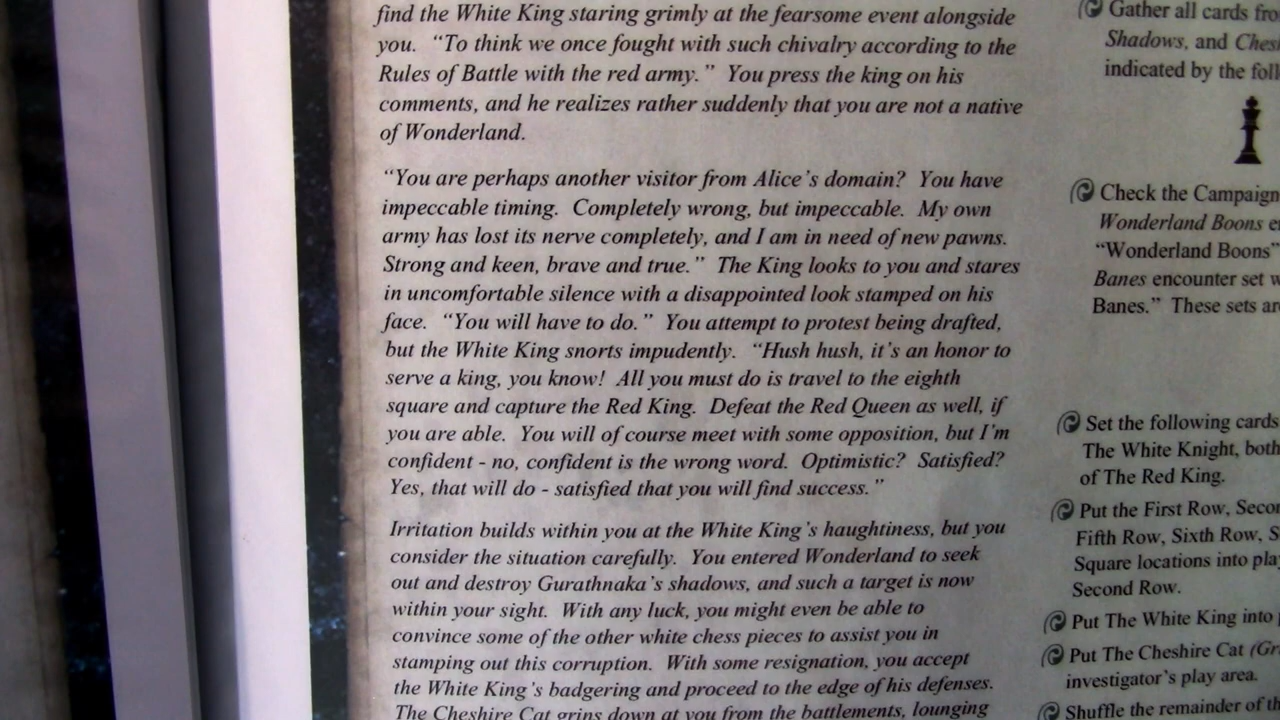 find the White King staring grimly at the fearsome event alongside
you. “To think we once fought with such chivalry according to the
Rules of Battle with the red army.” You press the king on his
comments, and he realizes rather suddenly that you are not a native
of Wonderland.
“You are perhaps another visitor from Alice’s domain? You have
impeccable timing. Completely wrong, but impeccable. My own
army has lost its nerve completely, and I am in need of new pawns.
Strong and keen, brave and true.” The King looks to you and stares
in uncomfortable silence with a disappointed look stamped on his
face. “You will have to do.” You attempt to protest being drafted,
but the White King snorts impudently. “Hush hush, it’s an honor to
serve a king, you know! All you must do is travel to the eighth
square and capture the Red King. Defeat the Red Queen as well, if
you are able. You will of course meet with some opposition, but I’m
confident - no, confident is the wrong word. Optimistic? Satisfied?
Yes, that will do - satisfied that you will find success.”
Irritation builds within you at the White King’s haughtiness, but you
consider the situation carefully. You entered Wonderland to seek
out and destroy Gurathnaka’s shadows, and such a target is now
within your sight. With any luck, you might even be able to
convince some of the other white chess pieces to assist you in
stamping out this corruption. With some resignation, you accept
the White King’s badgering and proceed to the edge of his defenses.
The Cheshire Cat grins down at you from the battlements, lounging
Gather all cards
Shadows, and
indicated by the
Check the Campaign
Wonderland Boons
“Wonderland Boons”
Banes encounter set
Banes.” These sets
Set the following cards
The White Knight, both
of The Red King.
Put the First Row,
Fifth Row, Sixth Row,
Square locations into
Second Row.
Put The White King into
Put The Cheshire Cat
investigator’s play area.
Shuffle the remainder of